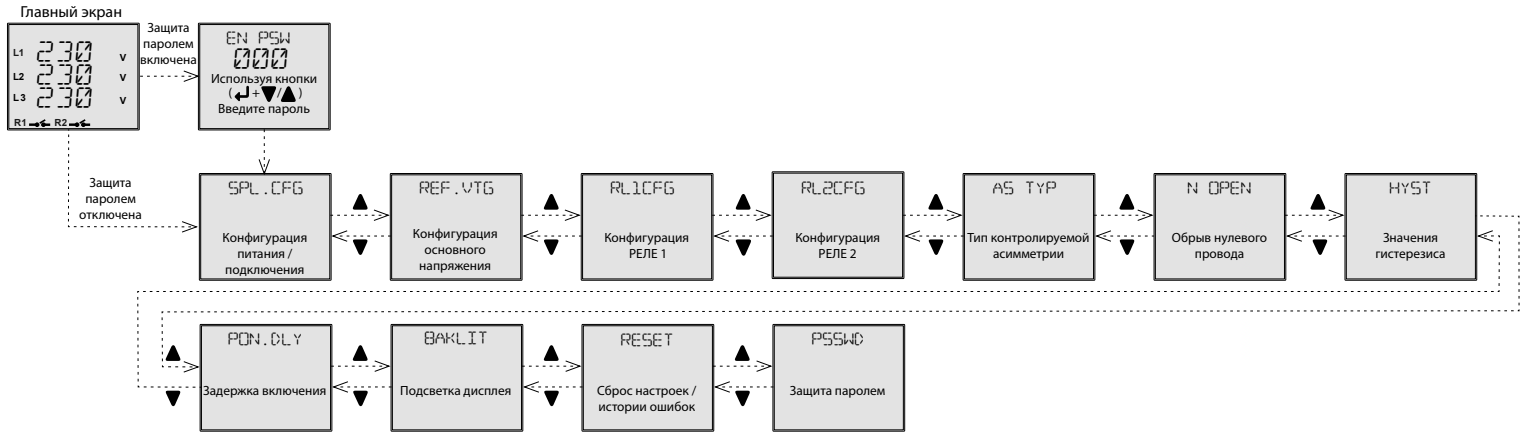 Главный экран
L1 230 V
L2 230 V
L3 230 V
R1 R2
Защита
паролем
включена
EN PSW
000
Используя кнопки
(↵+▼/▲)
Введите пароль
Защита
паролем
отключена
SPL.CFG
Конфигурация
питания /
подключения
REF.VTG
Конфигурация
основного
напряжения
RL1CFG
Конфигурация
РЕЛЕ 1
RL2CFG
Конфигурация
РЕЛЕ 2
AS TYP
Тип контролируемой
асимметрии
N OPEN
Обрыв нулевого
провода
HYST
Значения
гистерезиса
PON.DLY
Задержка включения
BAKLIT
Подсветка дисплея
RESET
Сброс настроек /
истории ошибок
PSSWD
Защита паролем